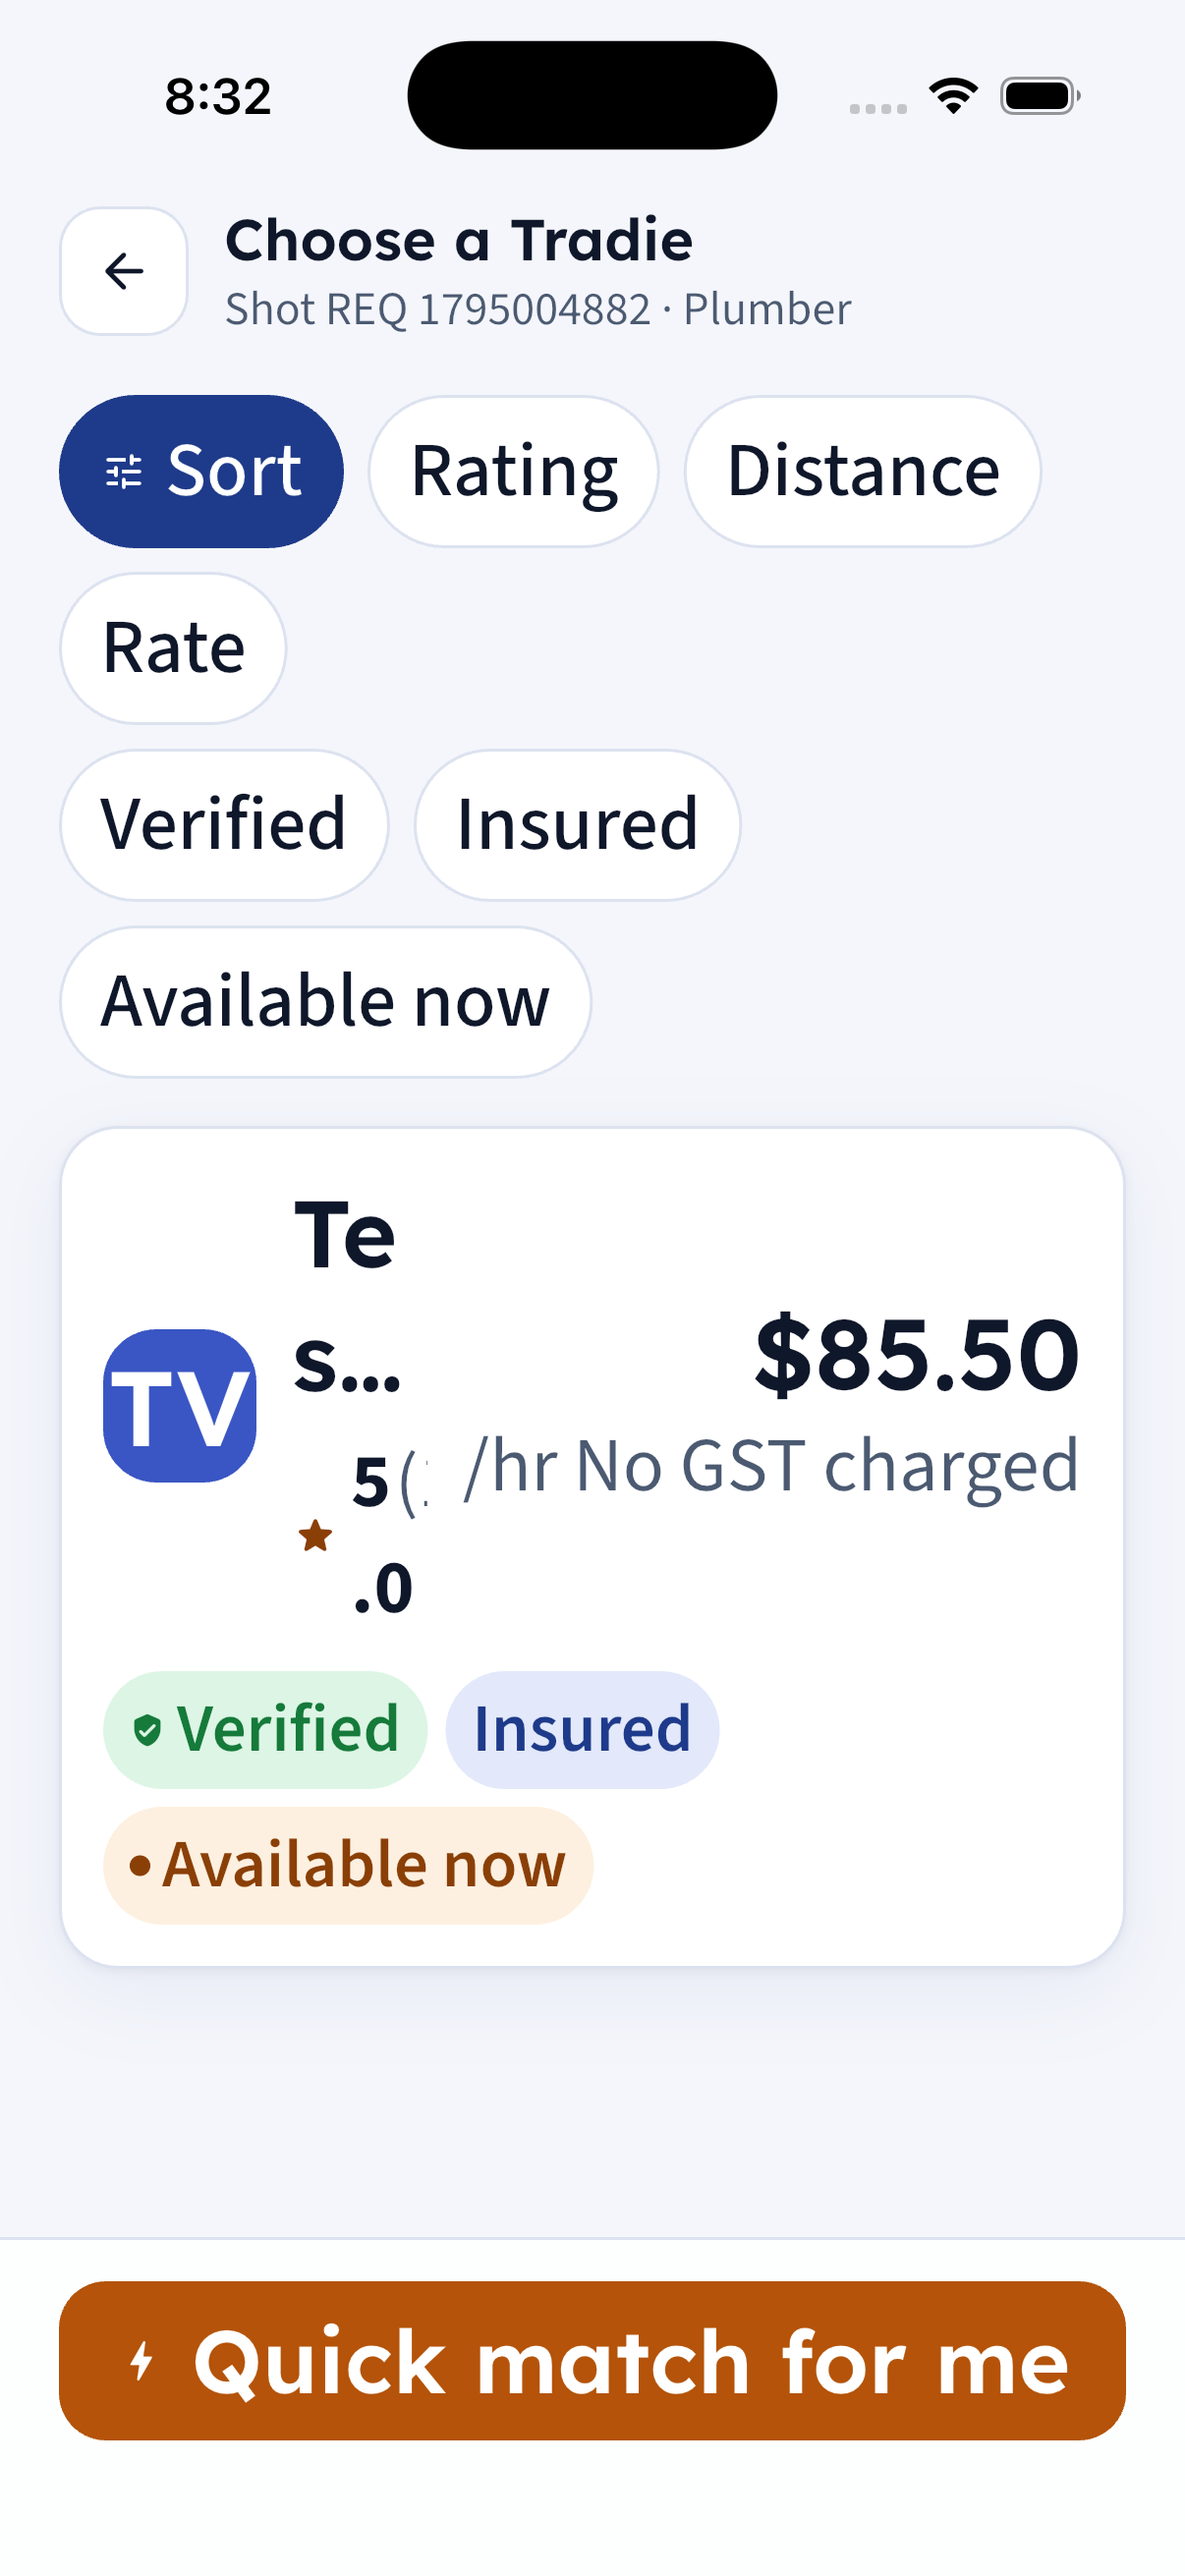 8:32
Choose a Tradie
Shot REQ 1795004882 · Plumber
Sort
Rating
Distance
Rate
Verified
Insured
Available now
TV
Te
s...
5
.0
$85.50
/hr No GST charged
Verified
Insured
Available now
Quick match for me